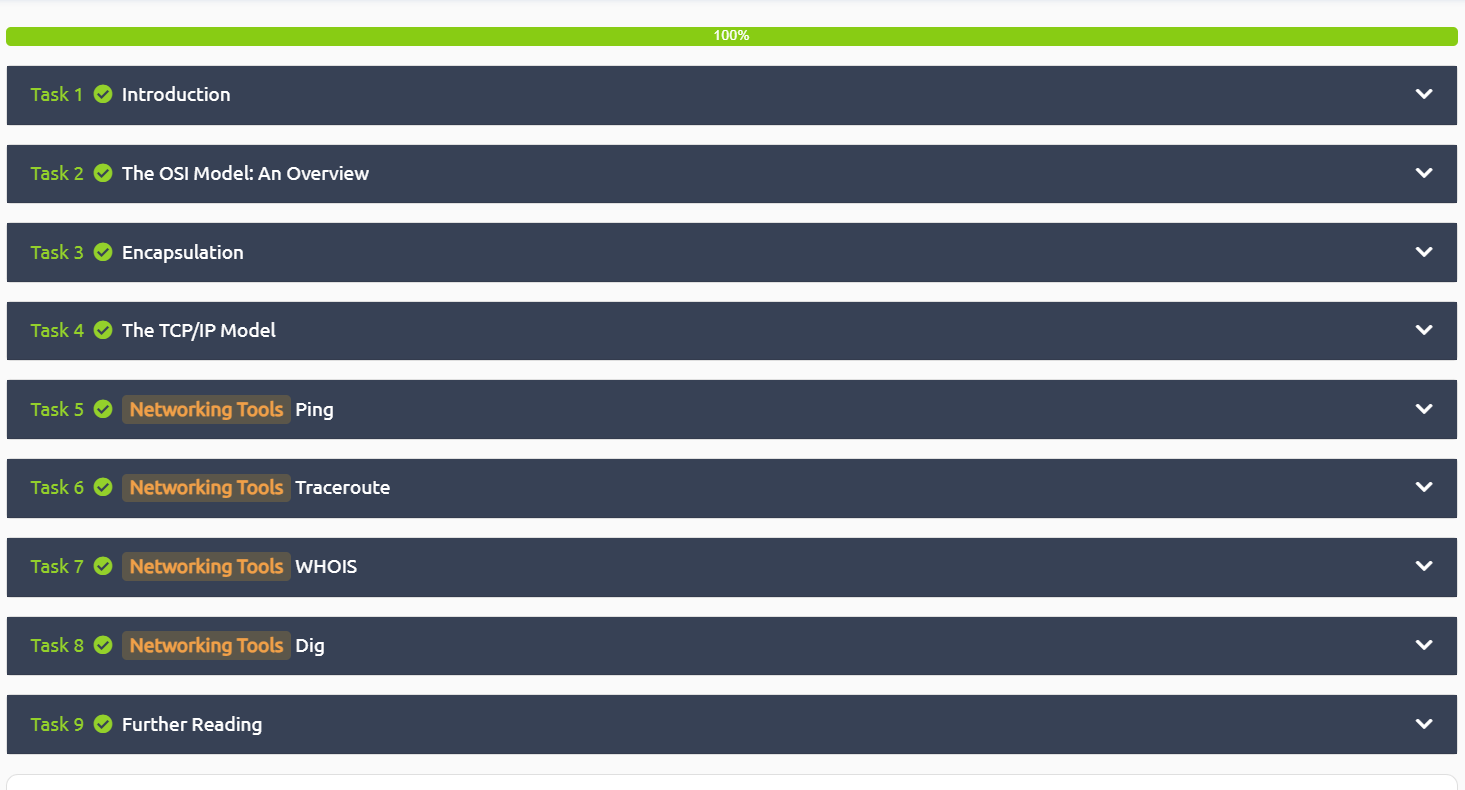 100%
Task 1 Introduction
Task 2 The OSI Model: An Overview
Task 3 Encapsulation
Task 4 The TCP/IP Model
Task 5 Networking Tools Ping
Task 6 Networking Tools Traceroute
Task 7 Networking Tools WHOIS
Task 8 Networking Tools Dig
Task 9 Further Reading